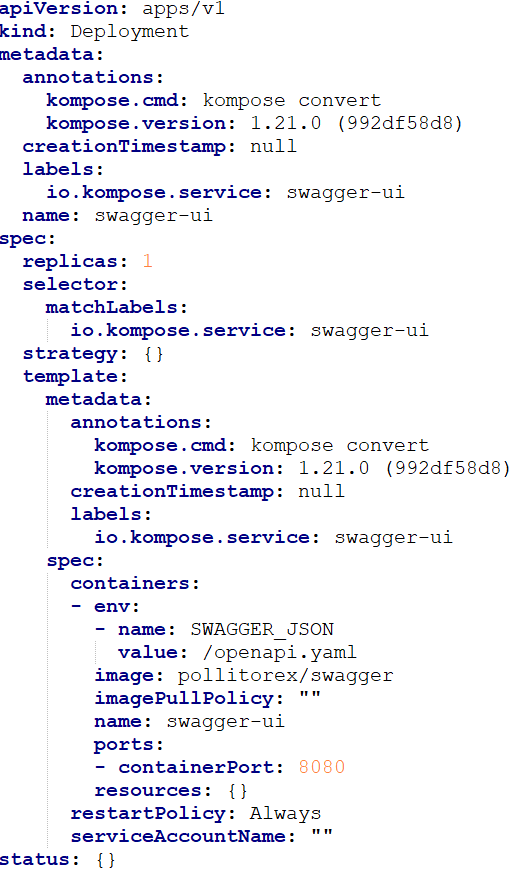 apiVersion: apps/v1
kind: Deployment
metadata:
  annotations:
    kompose.cmd: kompose convert
    kompose.version: 1.21.0 (992df58d8)
  creationTimestamp: null
  labels:
    io.kompose.service: swagger-ui
  name: swagger-ui
spec:
  replicas: 1
  selector:
    matchLabels:
      io.kompose.service: swagger-ui
  strategy: {}
  template:
    metadata:
      annotations:
        kompose.cmd: kompose convert
        kompose.version: 1.21.0 (992df58d8)
      creationTimestamp: null
      labels:
        io.kompose.service: swagger-ui
    spec:
      containers:
      - env:
        - name: SWAGGER_JSON
          value: /openapi.yaml
        image: pollitorex/swagger
        imagePullPolicy: ""
        name: swagger-ui
        ports:
        - containerPort: 8080
        resources: {}
      restartPolicy: Always
      serviceAccountName: ""
status: {}